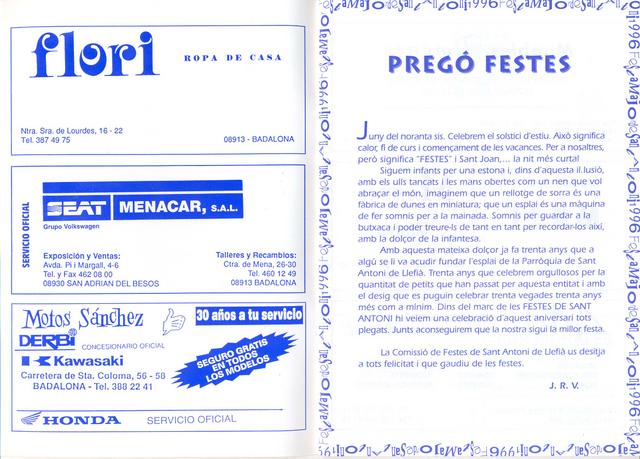 flori
ROPA DE CASA
Ntra. Sra. de Lourdes, 16 - 22
Tel. 387 49 75
08913 - BADALONA
SERVICIO OFICIAL
SEAT
MENACAR, S.A.L.
Grupo Volkswagen
Exposición y Ventas:
Avda. Pi i Margall, 4-6
Tel. y Fax 462 08 00
08930 SAN ADRIAN DEL BESOS
Talleres y Recambios:
Ctra. de Mena, 26-30
Tel. 460 12 49
08913 BADALONA
Motos Sánchez
30 años a tu servicio
DERBI
CONCESIONARIO OFICIAL
Kawasaki
SEGURO GRATIS
EN TODOS
LOS MODELOS
Carretera de Sta. Coloma, 56 - 58
BADALONA - Tel. 388 22 41
HONDA
SERVICIO OFICIAL
PREGÓ FESTES
Juny del noranta sis. Celebrem el solstici d'estiu. Això significa
calor, fi de curs i començament de les vacances. Per a nosaltres,
però significa "FESTES" i Sant Joan,... la nit més curta!
Siguem infants per una estona i, dins d'aquesta il.lusió,
amb els ulls tancats i les mans obertes com un nen que vol
abraçar el món, imaginem que un rellotge de sorra és una
fàbrica de dunes en miniatura; que un esplai és una màquina
de fer somnis per a la mainada. Somnis per guardar a la
butxaca i poder treure-ls de tant en tant per recordar-los així,
amb la dolçor de la infantesa.
Amb aquesta mateixa dolçor ja fa trenta anys que a
algú se li va acudir fundar l'esplai de la Parròquia de Sant
Antoni de Llefià. Trenta anys que celebrem orgullosos per la
quantitat de petits que han passat per aquesta entitat i amb
el desig que es puguin celebrar trenta vegades trenta anys
més com a mínim. Dins del marc de les FESTES DE SANT
ANTONI hi veiem una celebració d'aquest aniversari tots
plegats. Junts aconseguirem que la nostra sigui la millor festa.
La Comissió de Festes de Sant Antoni de Llefià us desitja
a tots felicitat i que gaudiu de les festes.
J. R. V.